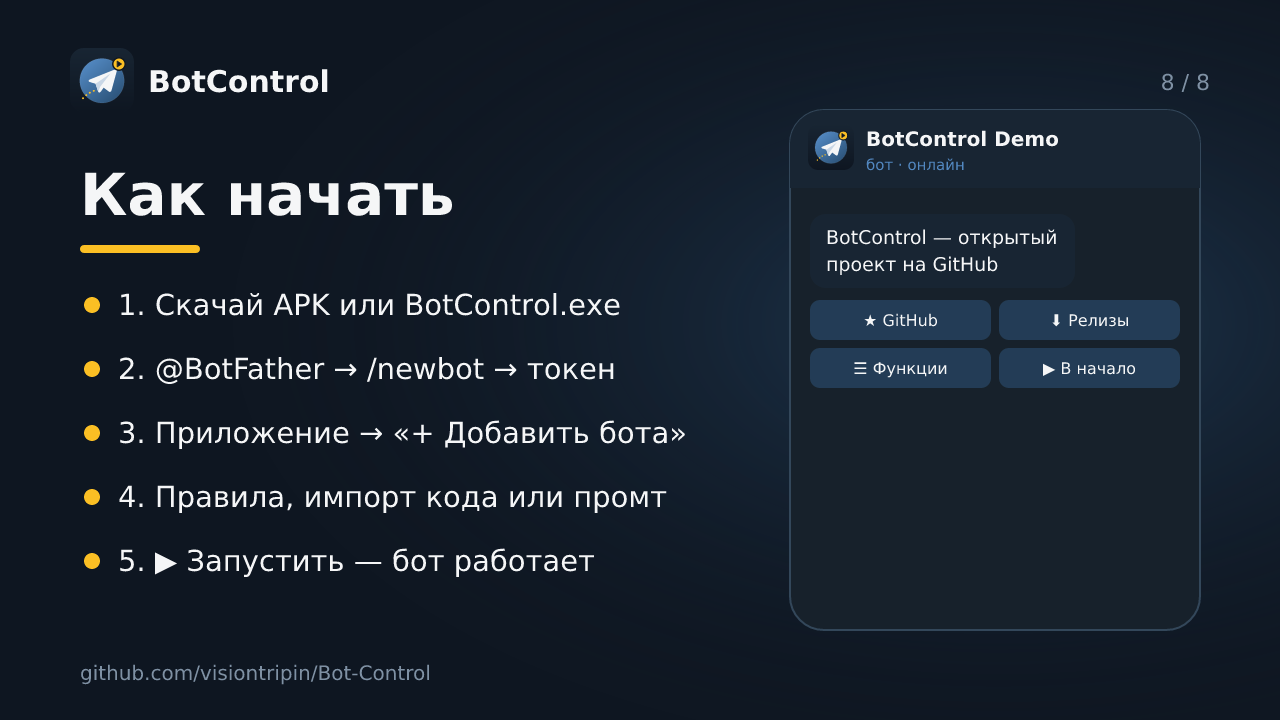 BotControl
8 / 8
Как начать
1. Скачай APK или BotControl.exe
2. @BotFather → /newbot → токен
3. Приложение → «+ Добавить бота»
4. Правила, импорт кода или промт
5. ▶ Запустить — бот работает
github.com/visiontripin/Bot-Control
BotControl Demo
бот · онлайн
BotControl — открытый
проект на GitHub
★ GitHub
⬇ Релизы
☰ Функции
▶ В начало